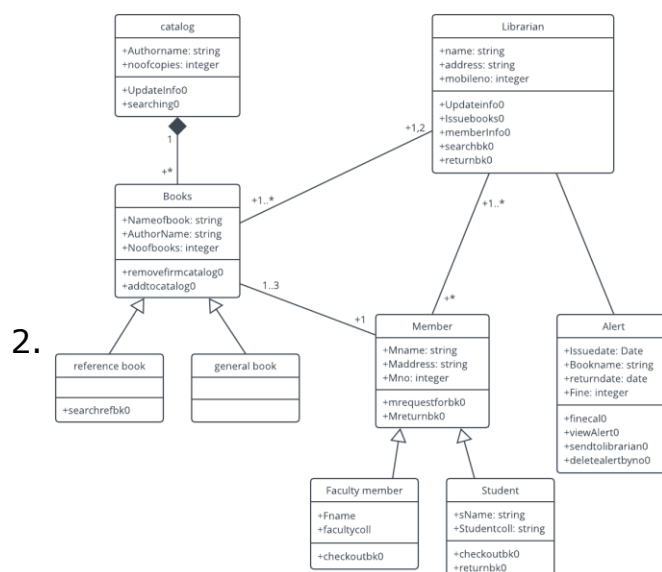 catalog
+Authorname: string
+noofcopies: integer
+UpdateInfo0
+searching0
1
+*
Librarian
+name: string
+address: string
+mobileno: integer
+Updateinfo0
+Issuebooks0
+memberInfo0
+searchbk0
+returnbk0
+1,2
+1..*
+1..*
+*
Books
+Nameofbook: string
+AuthorName: string
+Noofbooks: integer
+removefirmcatalog0
+addtocatalog0
1..3
+1
2.
reference book
+searchrefbk0
general book
Member
+Mname: string
+Maddress: string
+Mno: integer
+mrequestforbk0
+Mreturnbk0
Alert
+Issuedate: Date
+Bookname: string
+returndate: date
+Fine: integer
+finecal0
+viewAlert0
+sendtolibrarian0
+deletealertbyno0
Faculty member
+Fname
+facultycoll
+checkoutbk0
Student
+sName: string
+Studentcoll: string
+checkoutbk0
+returnbk0